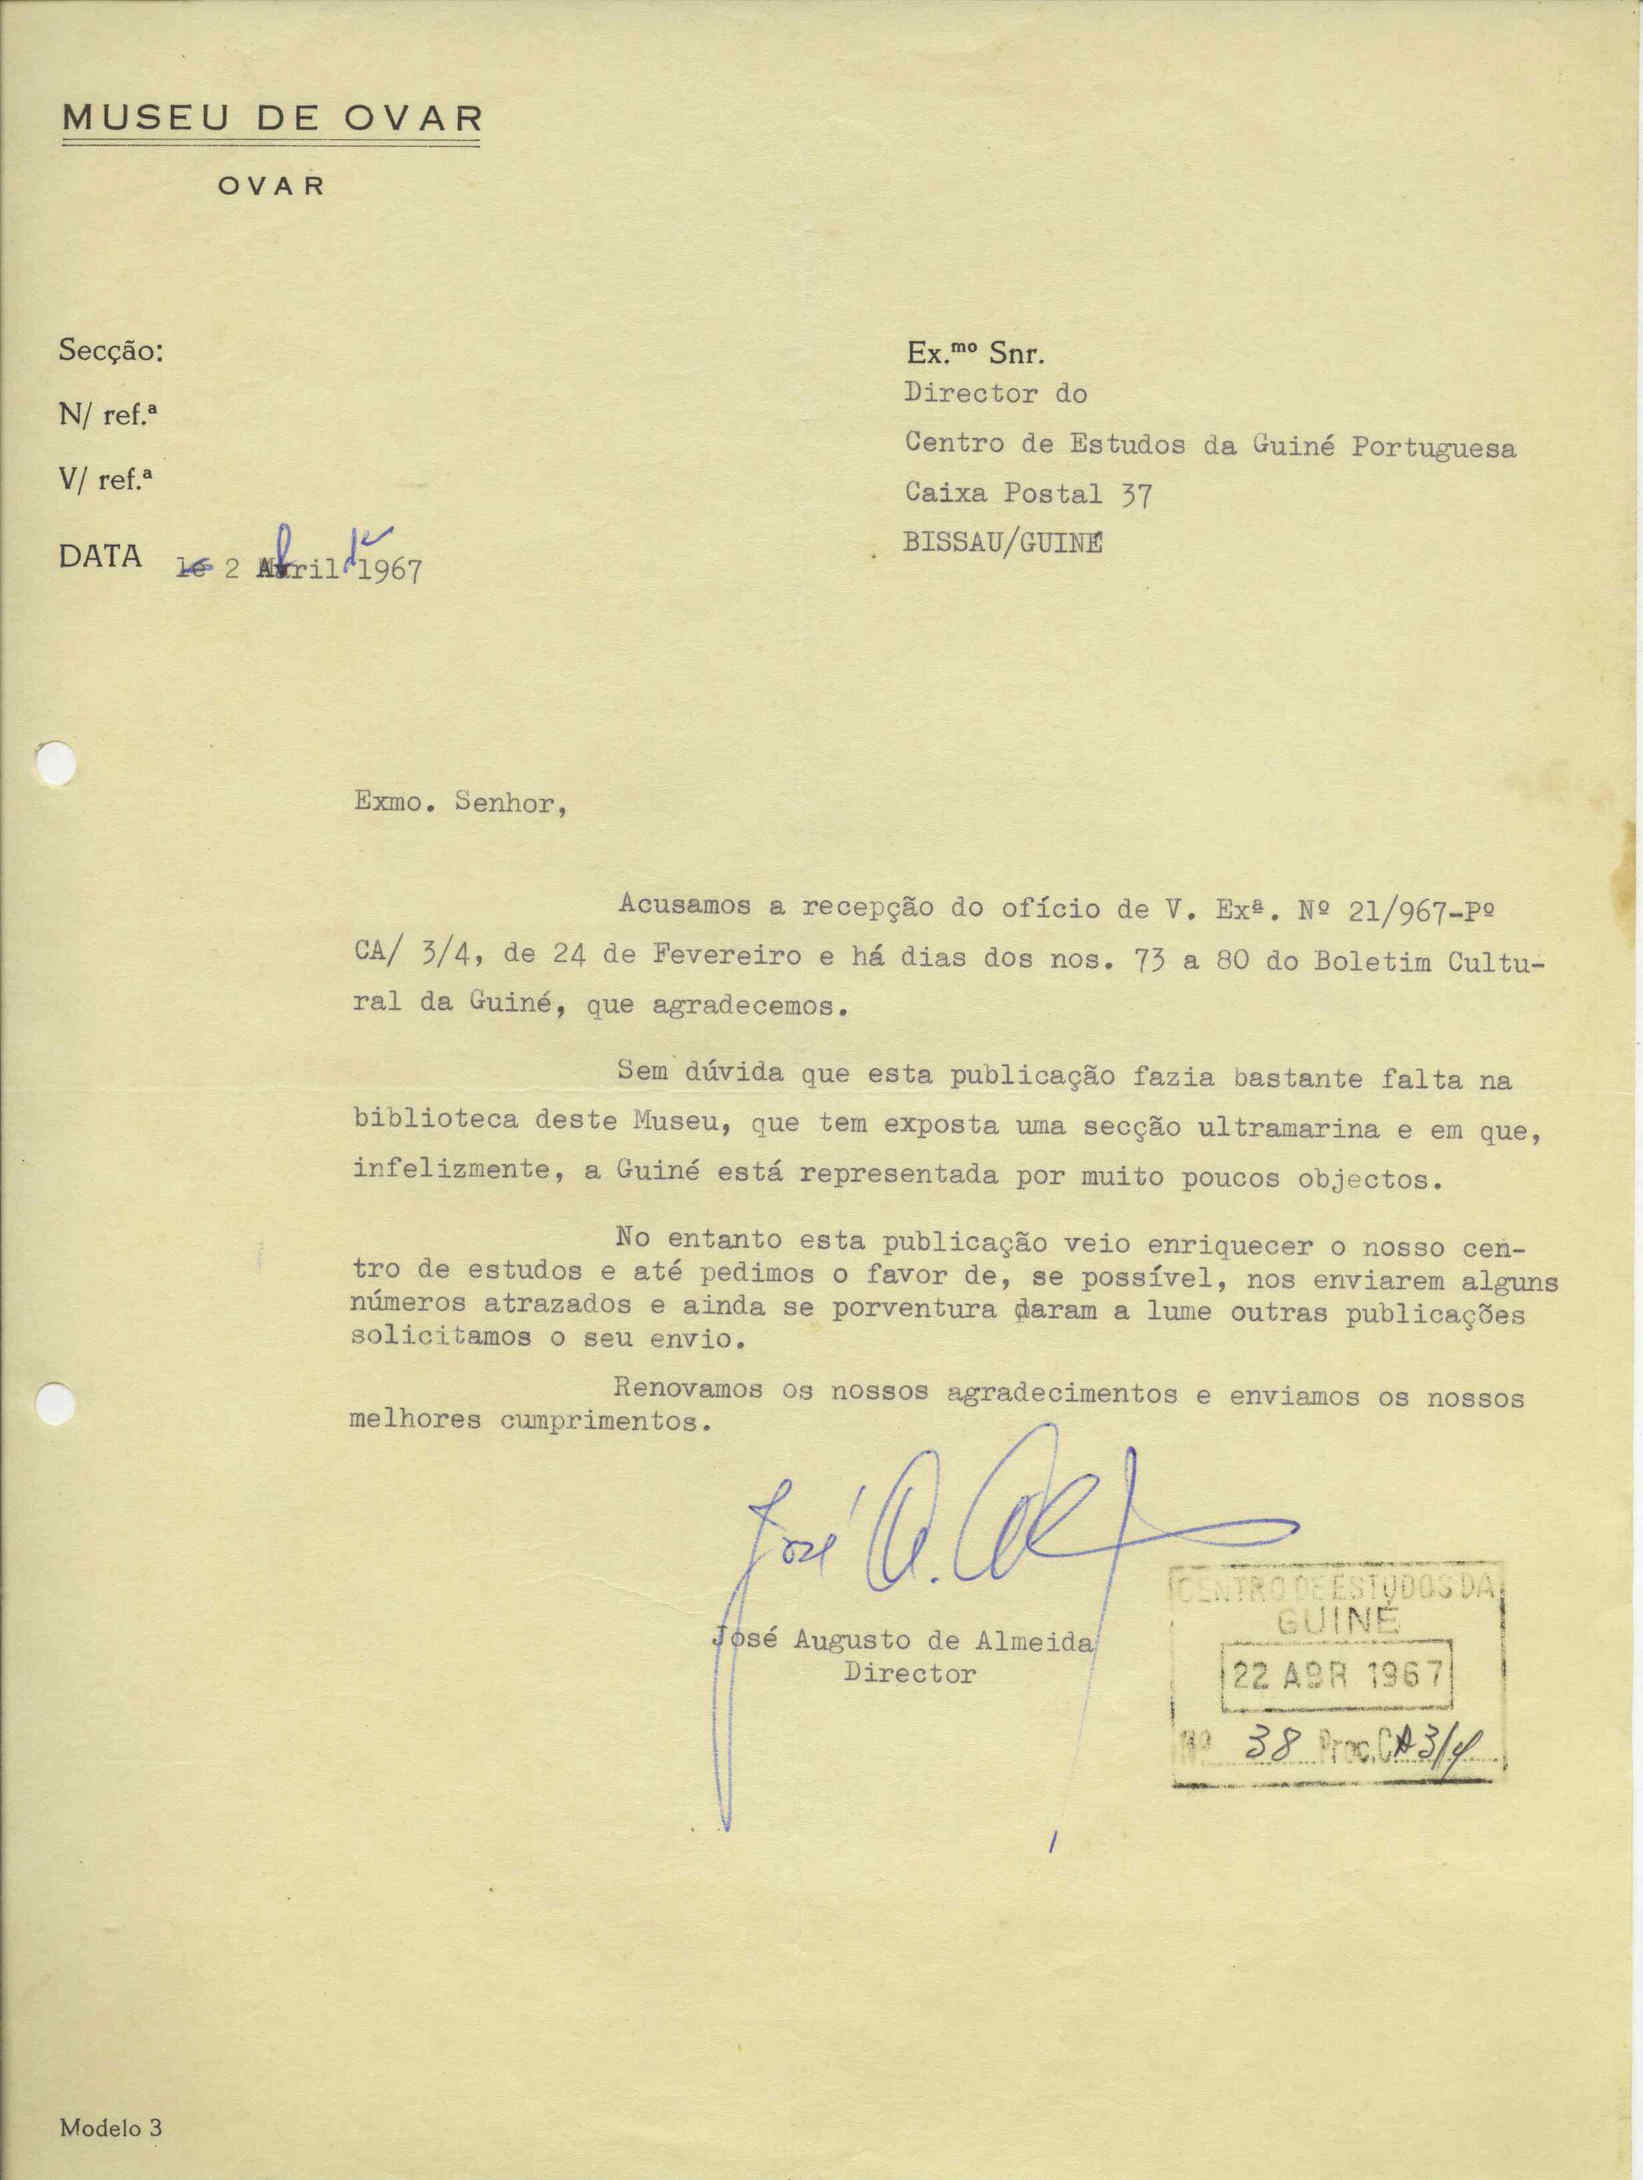 MUSEU DE OVAR
OVAR
Secção:
N/ ref.ª
V/ ref.ª
DATA 2 Abril de 1967
Ex.mo Snr.
Director do
Centro de Estudos da Guiné Portuguesa
Caixa Postal 37
BISSAU/GUINÉ
Exmo. Senhor,
Acusamos a recepção do ofício de V. Exª. Nº 21/967-Pº
CA/ 3/4, de 24 de Fevereiro e há dias dos nos. 73 a 80 do Boletim Cultu-
ral da Guiné, que agradecemos.
Sem dúvida que esta publicação fazia bastante falta na
biblioteca deste Museu, que tem exposta uma secção ultramarina e em que,
infelizmente, a Guiné está representada por muito poucos objectos.
No entanto esta publicação veio enriquecer o nosso cen-
tro de estudos e até pedimos o favor de, se possível, nos enviarem alguns
números atrazados e ainda se porventura daram a lume outras publicações
solicitamos o seu envio.
Renovamos os nossos agradecimentos e enviamos os nossos
melhores cumprimentos.
José A.
José Augusto de Almeida
Director
CENTRO DE ESTUDOS DA
GUINÉ
22 ABR 1967
Nº 38 Proc. CA 3/4
Modelo 3